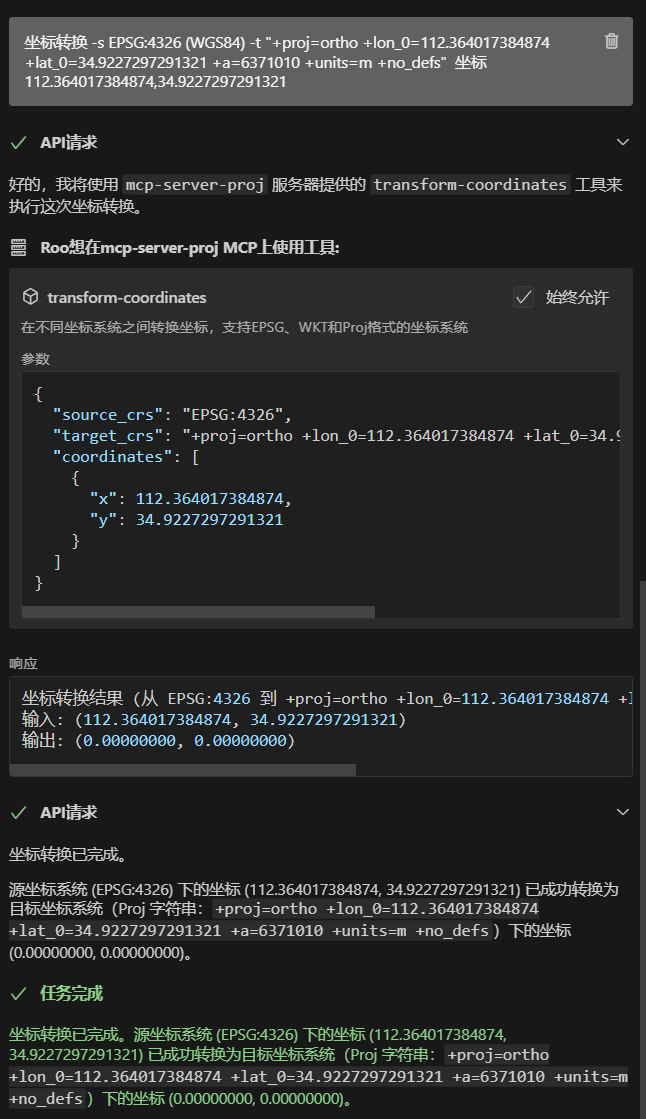 坐标转换 -s EPSG:4326 (WGS84) -t "+proj=ortho +lon_0=112.364017384874
+lat_0=34.9227297291321 +a=6371010 +units=m +no_defs" 坐标
112.364017384874,34.9227297291321
API请求
好的，我将使用 mcp-server-proj 服务器提供的 transform-coordinates 工具来
执行这次坐标转换。
Roo想在mcp-server-proj MCP上使用工具:
transform-coordinates
始终允许
在不同坐标系统之间转换坐标，支持EPSG、WKT和Proj格式的坐标系统
参数
{
"source_crs": "EPSG:4326",
"target_crs": "+proj=ortho +lon_0=112.364017384874 +lat_0=34.9
"coordinates": [
{
"x": 112.364017384874,
"y": 34.9227297291321
}
]
}
响应
坐标转换结果（从 EPSG:4326 到 +proj=ortho +lon_0=112.364017384874 +l
输入: (112.364017384874, 34.9227297291321)
输出: (0.00000000, 0.00000000)
API请求
坐标转换已完成。
源坐标系统 (EPSG:4326) 下的坐标 (112.364017384874, 34.9227297291321) 已成功转换为
目标坐标系统（Proj 字符串：+proj=ortho +lon_0=112.364017384874
+lat_0=34.9227297291321 +a=6371010 +units=m +no_defs）下的坐标
(0.00000000, 0.00000000)。
任务完成
坐标转换已完成。源坐标系统 (EPSG:4326) 下的坐标 (112.364017384874,
34.9227297291321) 已成功转换为目标坐标系统（Proj 字符串：+proj=ortho
+lon_0=112.364017384874 +lat_0=34.9227297291321 +a=6371010 +units=m
+no_defs）下的坐标 (0.00000000, 0.00000000)。